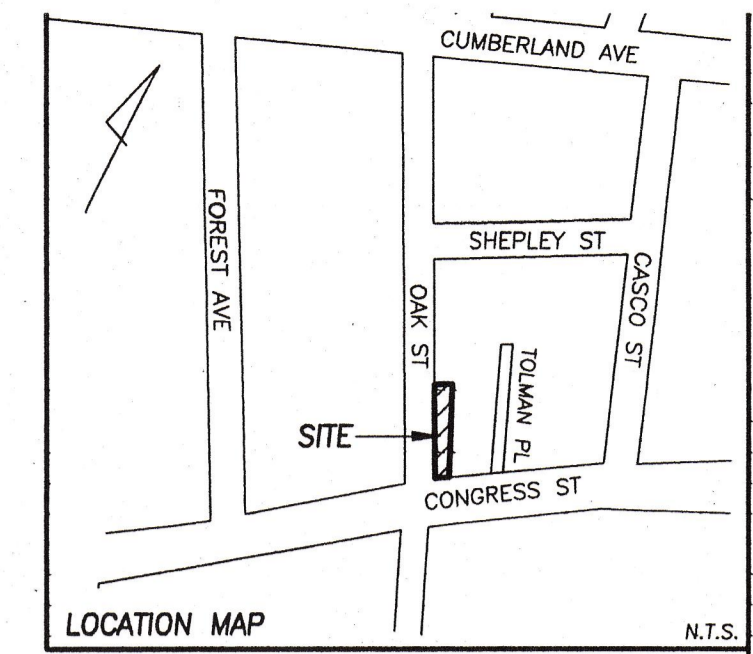 CUMBERLAND AVE
SHEPLEY ST
FOREST AVE
OAK ST
CASCO ST
TOLMAN PL
SITE
CONGRESS ST
LOCATION MAP
N.T.S.